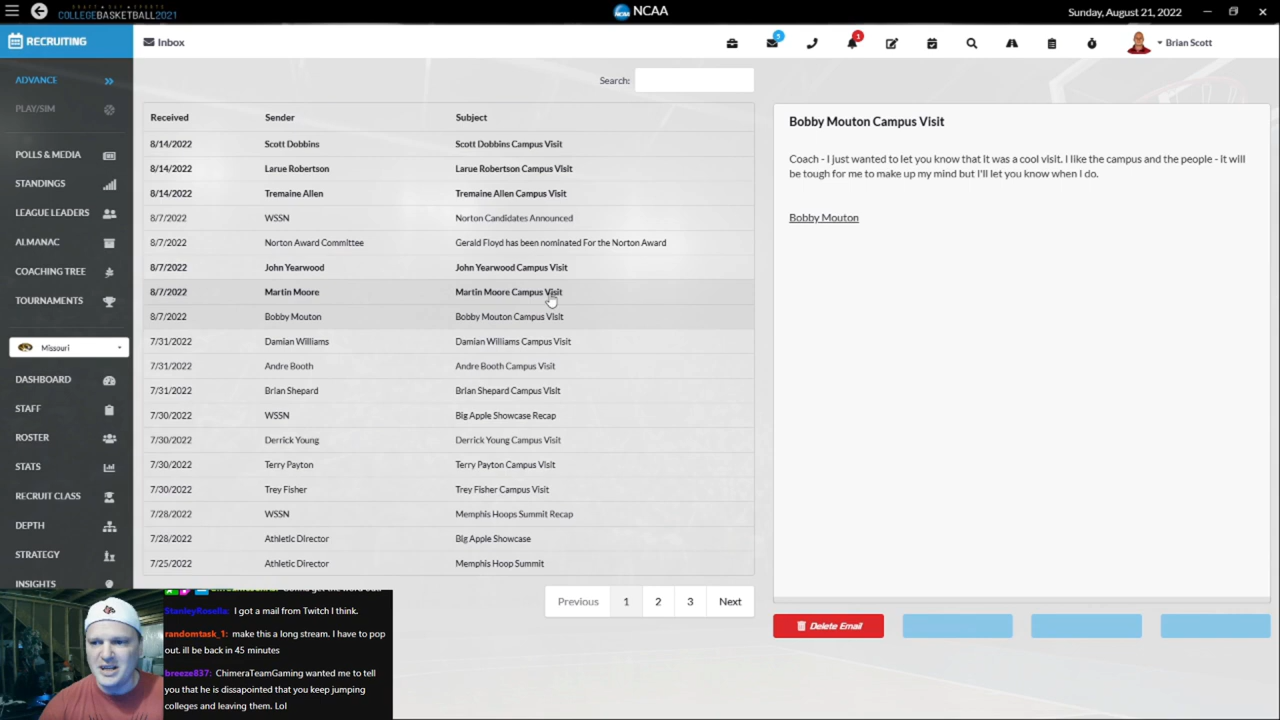 DRAFT • DAY • SPORTS
COLLEGEBASKETBALL2021
NCAA
Sunday, August 21, 2022
RECRUITING
Inbox
5
1
Brian Scott
ADVANCE
PLAY/SIM
POLLS & MEDIA
STANDINGS
LEAGUE LEADERS
ALMANAC
COACHING TREE
TOURNAMENTS
Missouri
DASHBOARD
STAFF
ROSTER
STATS
RECRUIT CLASS
DEPTH
STRATEGY
INSIGHTS
Search:
Received Sender Subject
8/14/2022 Scott Dobbins Scott Dobbins Campus Visit
8/14/2022 Larue Robertson Larue Robertson Campus Visit
8/14/2022 Tremaine Allen Tremaine Allen Campus Visit
8/7/2022 WSSN Norton Candidates Announced
8/7/2022 Norton Award Committee Gerald Floyd has been nominated For the Norton Award
8/7/2022 John Yearwood John Yearwood Campus Visit
8/7/2022 Martin Moore Martin Moore Campus Visit
8/7/2022 Bobby Mouton Bobby Mouton Campus Visit
7/31/2022 Damian Williams Damian Williams Campus Visit
7/31/2022 Andre Booth Andre Booth Campus Visit
7/31/2022 Brian Shepard Brian Shepard Campus Visit
7/30/2022 WSSN Big Apple Showcase Recap
7/30/2022 Derrick Young Derrick Young Campus Visit
7/30/2022 Terry Payton Terry Payton Campus Visit
7/30/2022 Trey Fisher Trey Fisher Campus Visit
7/28/2022 WSSN Memphis Hoops Summit Recap
7/28/2022 Athletic Director Big Apple Showcase
7/25/2022 Athletic Director Memphis Hoop Summit
Previous 1 2 3 Next
Bobby Mouton Campus Visit
Coach - I just wanted to let you know that it was a cool visit. I like the campus and the people - it will
be tough for me to make up my mind but I'll let you know when I do.
Bobby Mouton
Delete Email
StanleyRosella: I got a mail from Twitch I think.
randomtask_1: make this a long stream. I have to pop
out. ill be back in 45 minutes
breeze837: ChimeraTeamGaming wanted me to tell
you that he is dissapointed that you keep jumping
colleges and leaving them. Lol